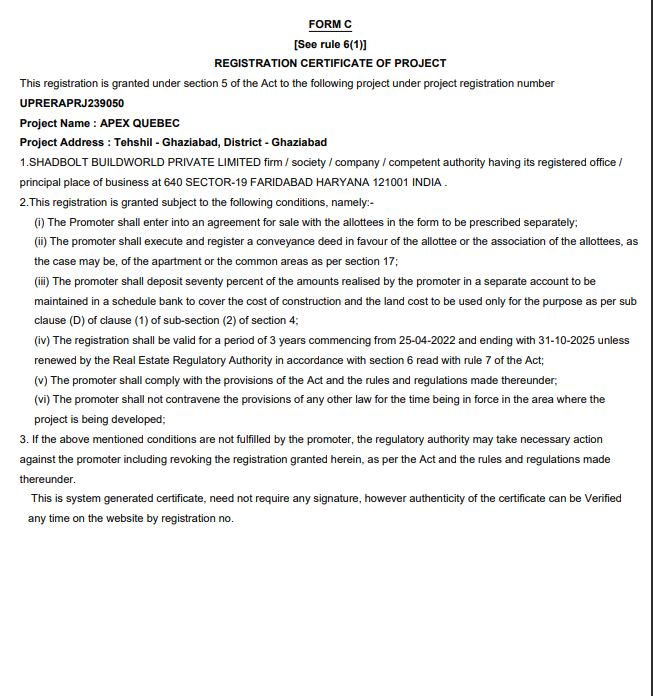 FORM C
[See rule 6(1)]
REGISTRATION CERTIFICATE OF PROJECT
This registration is granted under section 5 of the Act to the following project under project registration number
UPRERAPRJ239050
Project Name : APEX QUEBEC
Project Address : Tehshil - Ghaziabad, District - Ghaziabad
1.SHADBOLT BUILDWORLD PRIVATE LIMITED firm / society / company / competent authority having its registered office /
principal place of business at 640 SECTOR-19 FARIDABAD HARYANA 121001 INDIA .
2.This registration is granted subject to the following conditions, namely:-
(i) The Promoter shall enter into an agreement for sale with the allottees in the form to be prescribed separately;
(ii) The promoter shall execute and register a conveyance deed in favour of the allottee or the association of the allottees, as
the case may be, of the apartment or the common areas as per section 17;
(iii) The promoter shall deposit seventy percent of the amounts realised by the promoter in a separate account to be
maintained in a schedule bank to cover the cost of construction and the land cost to be used only for the purpose as per sub
clause (D) of clause (1) of sub-section (2) of section 4;
(iv) The registration shall be valid for a period of 3 years commencing from 25-04-2022 and ending with 31-10-2025 unless
renewed by the Real Estate Regulatory Authority in accordance with section 6 read with rule 7 of the Act;
(v) The promoter shall comply with the provisions of the Act and the rules and regulations made thereunder;
(vi) The promoter shall not contravene the provisions of any other law for the time being in force in the area where the
project is being developed;
3. If the above mentioned conditions are not fulfilled by the promoter, the regulatory authority may take necessary action
against the promoter including revoking the registration granted herein, as per the Act and the rules and regulations made
thereunder.
This is system generated certificate, need not require any signature, however authenticity of the certificate can be Verified
any time on the website by registration no.